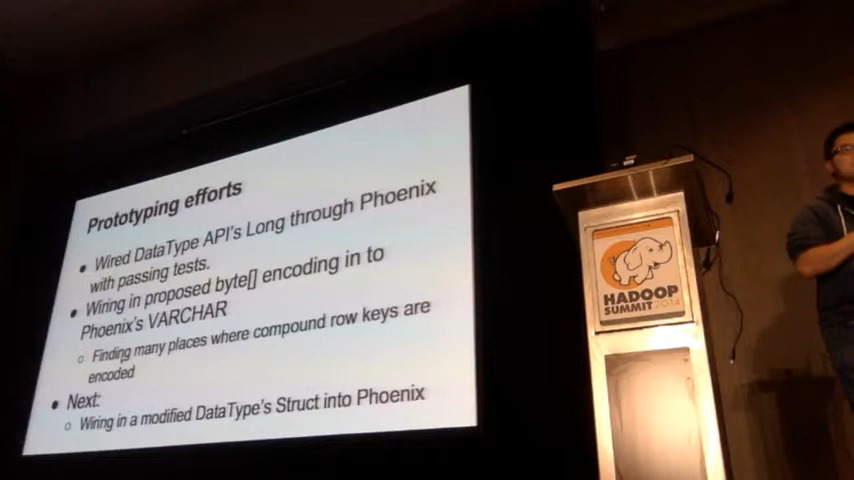 Prototyping efforts
● Wired DataType API's Long through Phoenix
with passing tests.
● Wiring in proposed byte[] encoding in to
Phoenix's VARCHAR
○ Finding many places where compound row keys are
encoded
● Next:
○ Wiring in a modified DataType's Struct into Phoenix
HADOOP
SUMMIT 2014